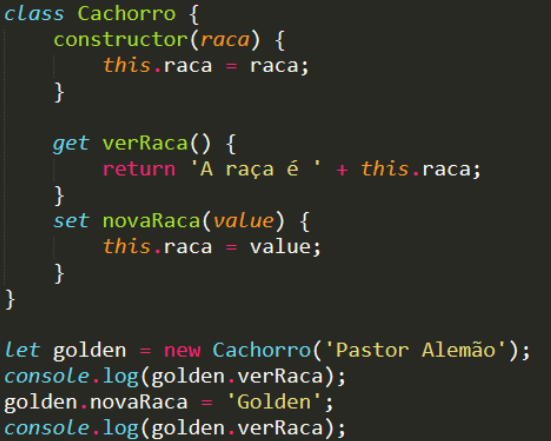 class Cachorro {
    constructor(raca) {
        this.raca = raca;
    }

    get verRaca() {
        return 'A raça é ' + this.raca;
    }
    set novaRaca(value) {
        this.raca = value;
    }
}

let golden = new Cachorro('Pastor Alemão');
console.log(golden.verRaca);
golden.novaRaca = 'Golden';
console.log(golden.verRaca);